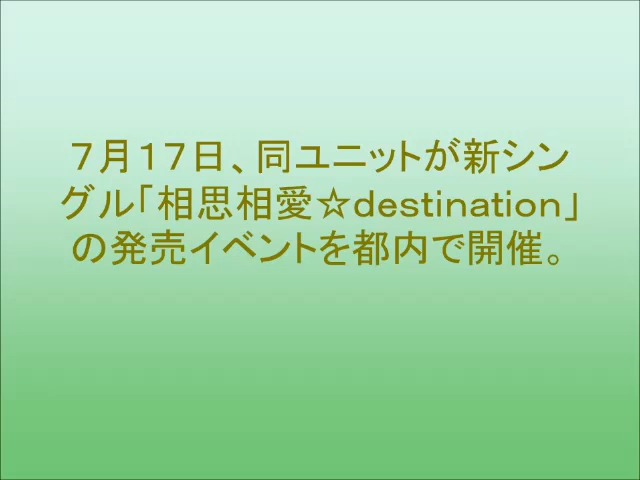 ７月１７日、同ユニットが新シン
グル「相思相愛☆destination」
の発売イベントを都内で開催。